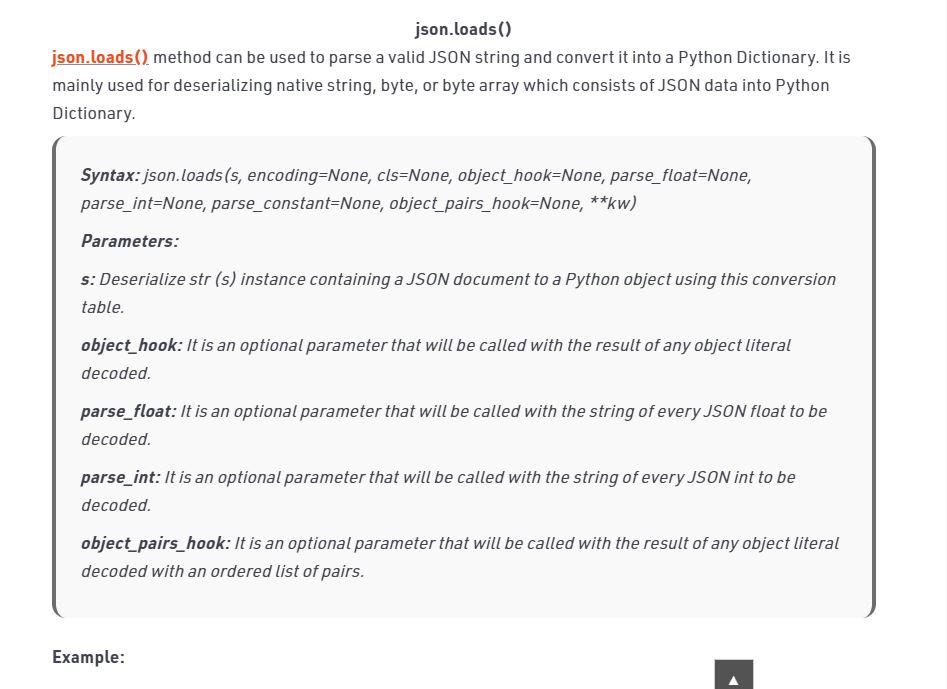 json.loads()
json.loads() method can be used to parse a valid JSON string and convert it into a Python Dictionary. It is
mainly used for deserializing native string, byte, or byte array which consists of JSON data into Python
Dictionary.
Syntax: json.loads(s, encoding=None, cls=None, object_hook=None, parse_float=None,
parse_int=None, parse_constant=None, object_pairs_hook=None, **kw)
Parameters:
s: Deserialize str (s) instance containing a JSON document to a Python object using this conversion
table.
object_hook: It is an optional parameter that will be called with the result of any object literal
decoded.
parse_float: It is an optional parameter that will be called with the string of every JSON float to be
decoded.
parse_int: It is an optional parameter that will be called with the string of every JSON int to be
decoded.
object_pairs_hook: It is an optional parameter that will be called with the result of any object literal
decoded with an ordered list of pairs.
Example: